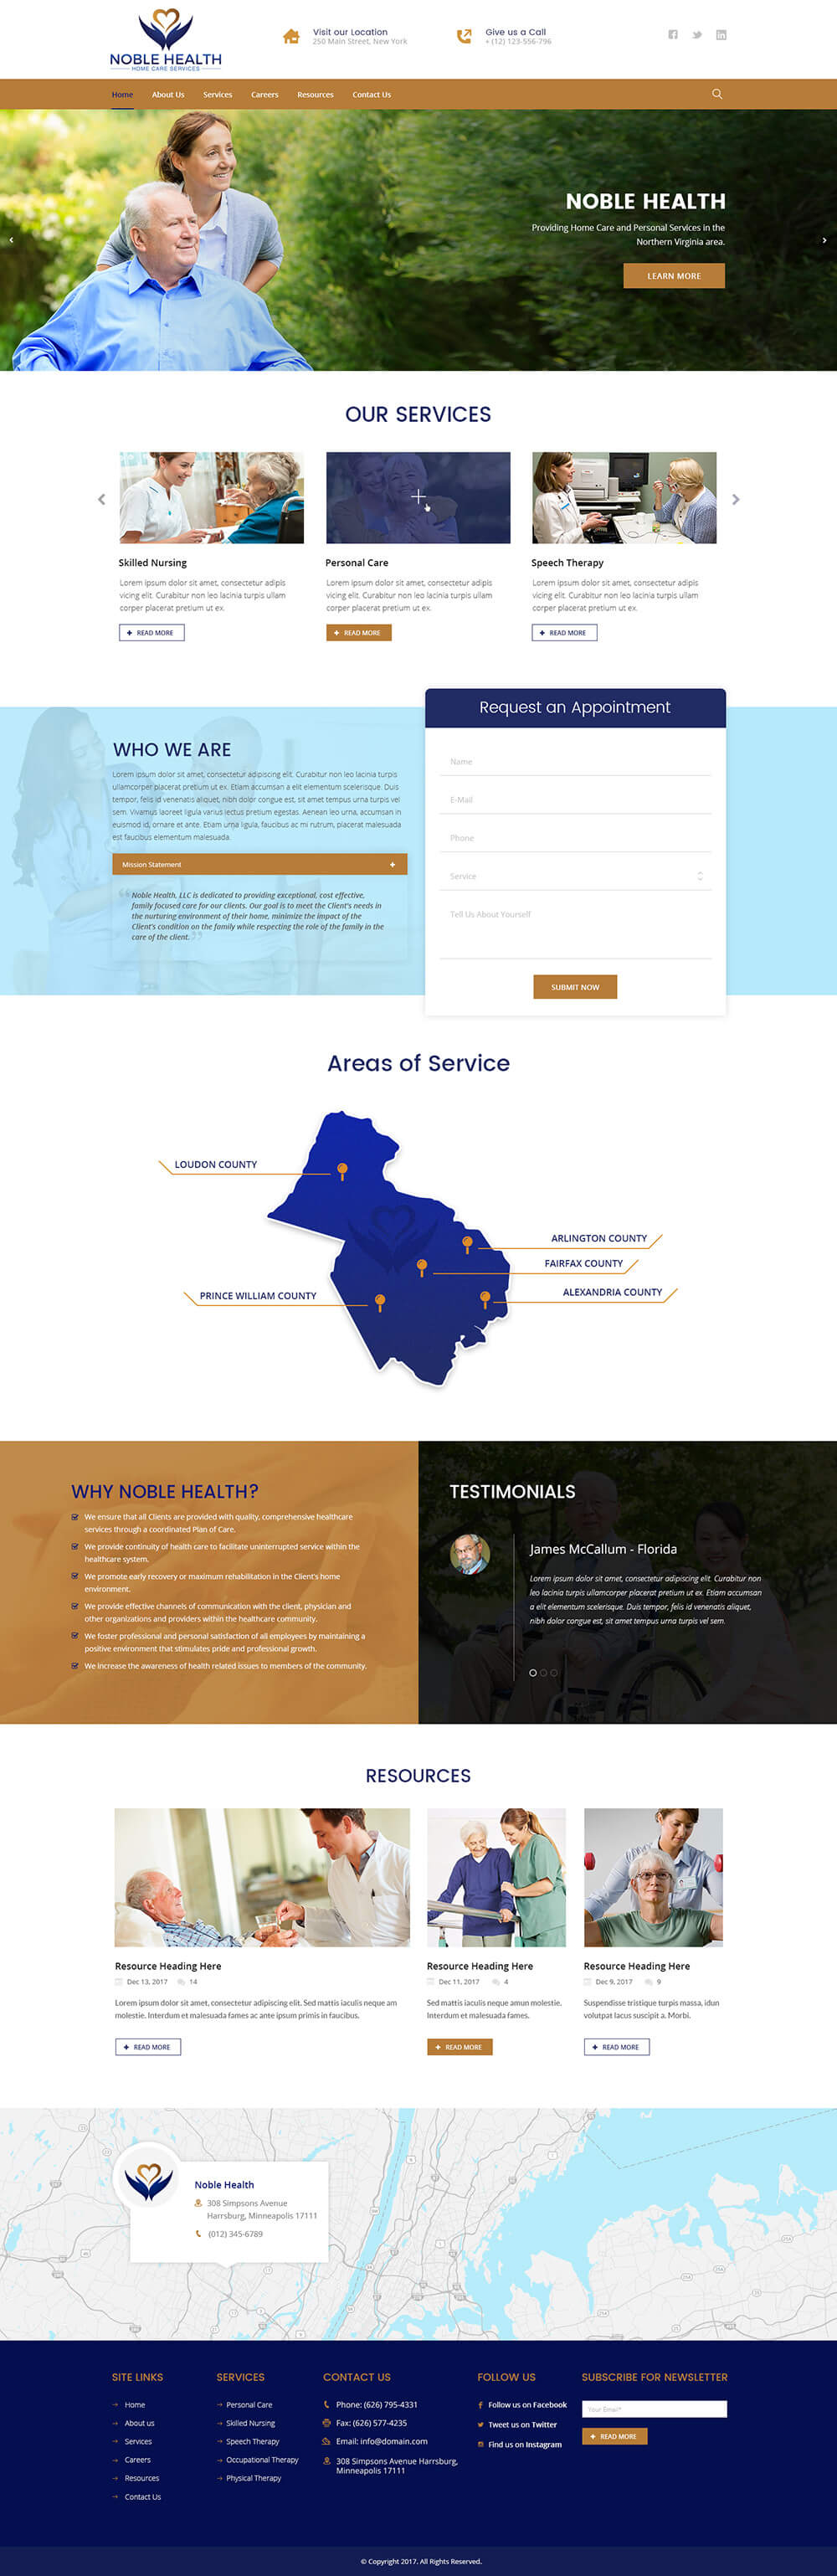 NOBLE HEALTH
HOME CARE SERVICES
Visit our Location
250 Main Street, New York
Give us a Call
+ (12) 123-556-796
Home About Us Services Careers Resources Contact Us
NOBLE HEALTH
Providing Home Care and Personal Services in the
Northern Virginia area.
LEARN MORE
OUR SERVICES
Skilled Nursing
Lorem ipsum dolor sit amet, consectetur adipis
vicing elit. Curabitur non leo lacinia turpis ullam
corper placerat pretium ut ex.
READ MORE
Personal Care
Lorem ipsum dolor sit amet, consectetur adipis
vicing elit. Curabitur non leo lacinia turpis ullam
corper placerat pretium ut ex.
READ MORE
Speech Therapy
Lorem ipsum dolor sit amet, consectetur adipis
vicing elit. Curabitur non leo lacinia turpis ullam
corper placerat pretium ut ex.
READ MORE
WHO WE ARE
Lorem ipsum dolor sit amet, consectetur adipiscing elit. Curabitur non leo lacinia turpis
ullamcorper placerat pretium ut ex. Etiam accumsan a elit elementum scelerisque. Duis
tempor, felis id venenatis aliquet, nibh dolor congue est, sit amet tempus urna turpis vel
sem. Vivamus laoreet ligula varius lectus pretium egestas. Aenean leo urna, accumsan in
euismod id, ornare et ante. Etiam urna ligula, faucibus ac mi rutrum, placerat malesuada
est faucibus elementum malesuada.
Mission Statement
Noble Health, LLC is dedicated to providing exceptional, cost effective,
family focused care for our clients. Our goal is to meet the Client's needs in
the nurturing environment of their home, minimize the impact of the
Client's condition on the family while respecting the role of the family in the
care of the client.
Request an Appointment
Name
E-Mail
Phone
Service
Tell Us About Yourself
SUBMIT NOW
Areas of Service
LOUDON COUNTY
ARLINGTON COUNTY
FAIRFAX COUNTY
ALEXANDRIA COUNTY
PRINCE WILLIAM COUNTY
WHY NOBLE HEALTH?
We ensure that all Clients are provided with quality, comprehensive healthcare
services through a coordinated Plan of Care.
We provide continuity of health care to facilitate uninterrupted service within the
healthcare system.
We promote early recovery or maximum rehabilitation in the Client's home
environment.
We provide effective channels of communication with the client, physician and
other organizations and providers within the healthcare community.
We foster professional and personal satisfaction of all employees by maintaining a
positive environment that stimulates pride and professional growth.
We increase the awareness of health related issues to members of the community.
TESTIMONIALS
James McCallum - Florida
Lorem ipsum dolor sit amet, consectetur adipiscing elit. Curabitur non
leo lacinia turpis ullamcorper placerat pretium ut ex. Etiam accumsan
a elit elementum scelerisque. Duis tempor, felis id venenatis aliquet,
nibh dolor congue est, sit amet tempus urna turpis vel sem.
RESOURCES
Resource Heading Here
Dec 13, 2017 14
Lorem ipsum dolor sit amet, consectetur adipiscing elit. Sed mattis iaculis neque am
molestie. Interdum et malesuada fames ac ante ipsum primis in faucibus.
READ MORE
Resource Heading Here
Dec 11, 2017 4
Sed mattis iaculis neque amun molestie.
Interdum et malesuada fames.
READ MORE
Resource Heading Here
Dec 9, 2017 9
Suspendisse tristique turpis massa, idun
volutpat lacus suscipit a. Morbi.
READ MORE
Noble Health
308 Simpsons Avenue
Harrsburg, Minneapolis 17111
(012) 345-6789
SITE LINKS
Home
About us
Services
Careers
Resources
Contact Us
SERVICES
Personal Care
Skilled Nursing
Speech Therapy
Occupational Therapy
Physical Therapy
CONTACT US
Phone: (626) 795-4331
Fax: (626) 577-4235
Email: info@domain.com
308 Simpsons Avenue Harrsburg,
Minneapolis 17111
FOLLOW US
Follow us on Facebook
Tweet us on Twitter
Find us on Instagram
SUBSCRIBE FOR NEWSLETTER
Your Email*
READ MORE
© Copyright 2017. All Rights Reserved.